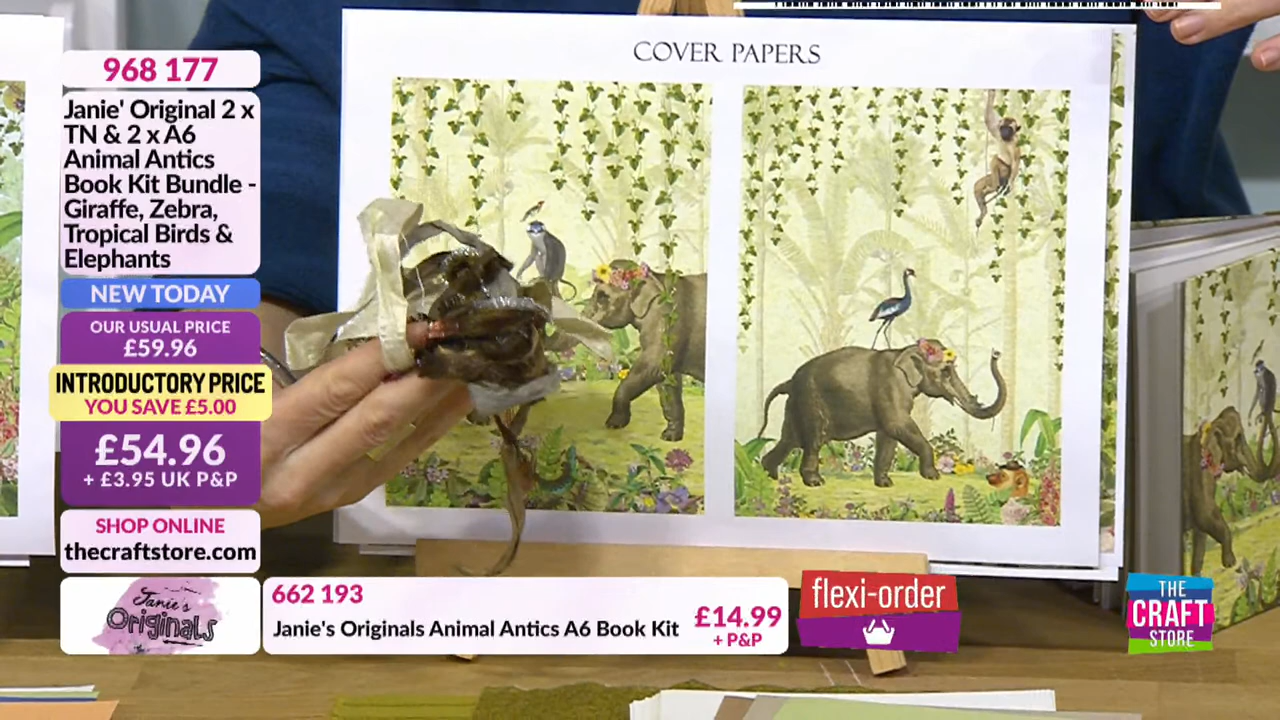 COVER PAPERS
968 177
Janie' Original 2 x
TN & 2 x A6
Animal Antics
Book Kit Bundle -
Giraffe, Zebra,
Tropical Birds &
Elephants
NEW TODAY
OUR USUAL PRICE
£59.96
INTRODUCTORY PRICE
YOU SAVE £5.00
£54.96
+ £3.95 UK P&P
SHOP ONLINE
thecraftstore.com
Janie's
Originals
662 193
Janie's Originals Animal Antics A6 Book Kit
£14.99
+ P&P
flexi-order
THE
CRAFT
STORE